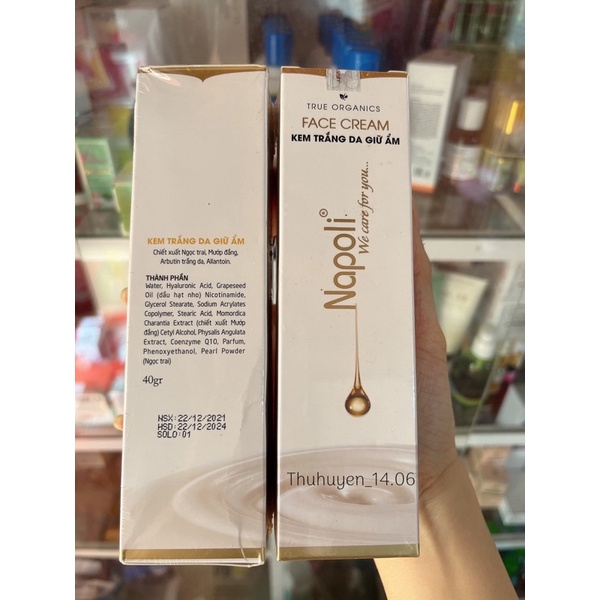 KEM TRẮNG DA GIỮ ẨM
Chiết xuất Ngọc trai, Mướp đắng,
Arbutin trắng da, Allantoin.
THÀNH PHẦN
Water, Hyaluronic Acid, Grapeseed
Oil (dầu hạt nho) Nicotinamide,
Glycerol Stearate, Sodium Acrylates
Copolymer, Stearic Acid, Momordica
Charantia Extract (chiết xuất Mướp
đắng) Cetyl Alcohol, Physalis Angulata
Extract, Coenzyme Q10, Parfum,
Phenoxyethanol, Pearl Powder
(Ngọc trai)
40gr
NSX:22/12/2021
HSD:22/12/2024
SOLO:01
TRUE ORGANICS
FACE CREAM
KEM TRẮNG DA GIỮ ẨM
Napoli®
We care for you...
Thuhuyen_14.06